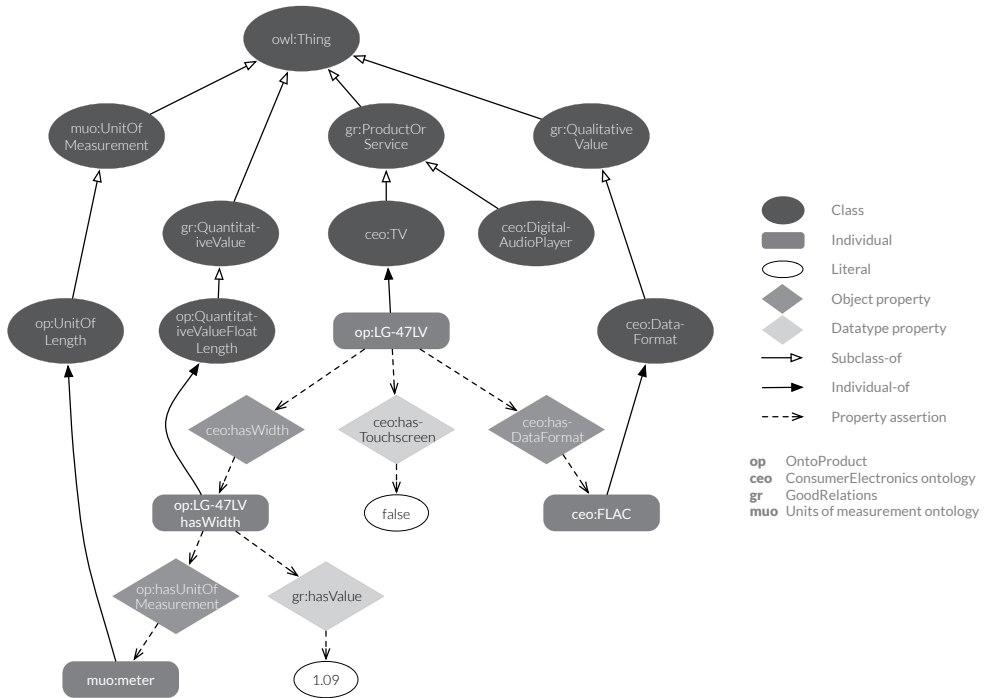 owl:Thing
muo:UnitOf
Measurement
gr:ProductOr
Service
gr:Qualitative
Value
gr:Quantitat-
iveValue
ceo:TV
ceo:Digital-
AudioPlayer
op:UnitOf
Length
op:Quantitat-
iveValueFloat
Length
op:LG-47LV
ceo:Data-
Format
ceo:hasWidth
ceo:has-
Touchscreen
ceo:has-
DataFormat
op:LG-47LV
hasWidth
false
ceo:FLAC
op:hasUnitOf
Measurement
gr:hasValue
muo:meter
1.09
Class
Individual
Literal
Object property
Datatype property
Subclass-of
Individual-of
Property assertion
op OntoProduct
ceo ConsumerElectronics ontology
gr GoodRelations
muo Units of measurement ontology